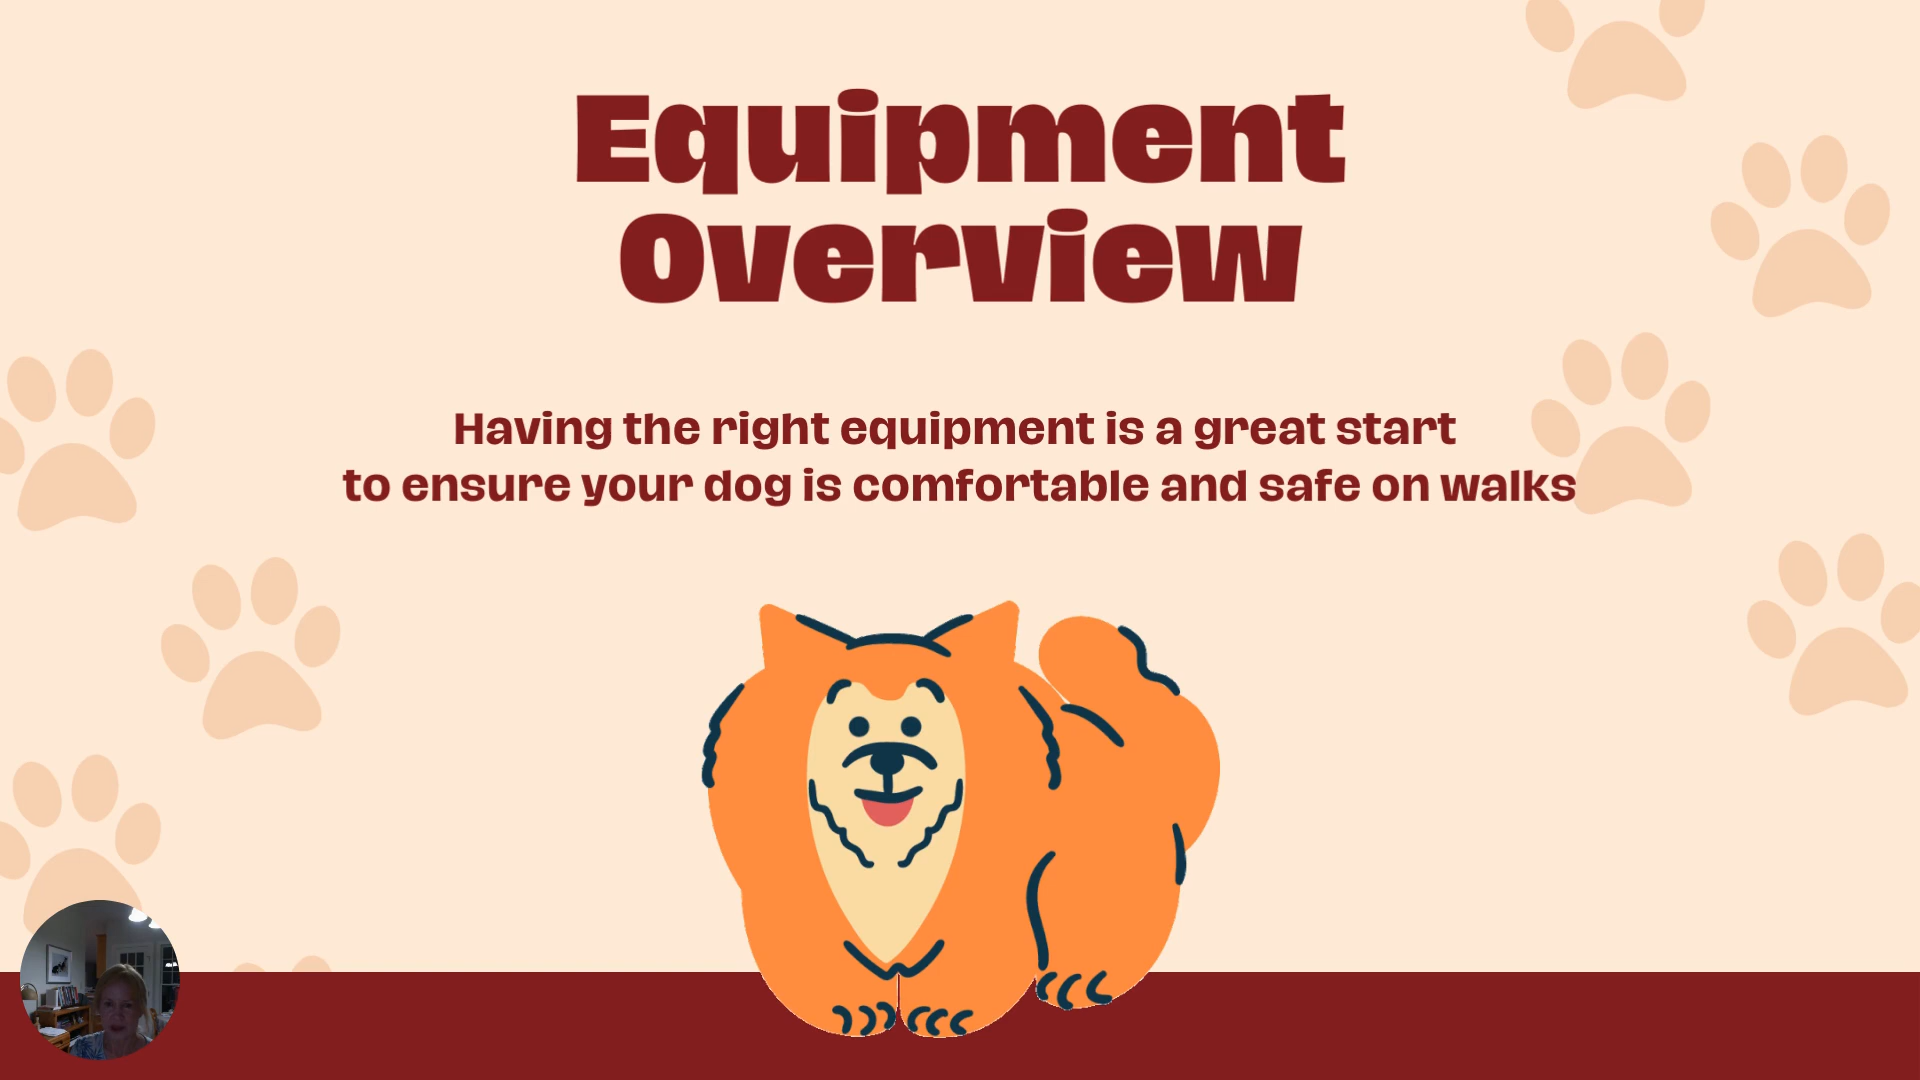 Equipment
Overview
Having the right equipment is a great start
to ensure your dog is comfortable and safe on walks